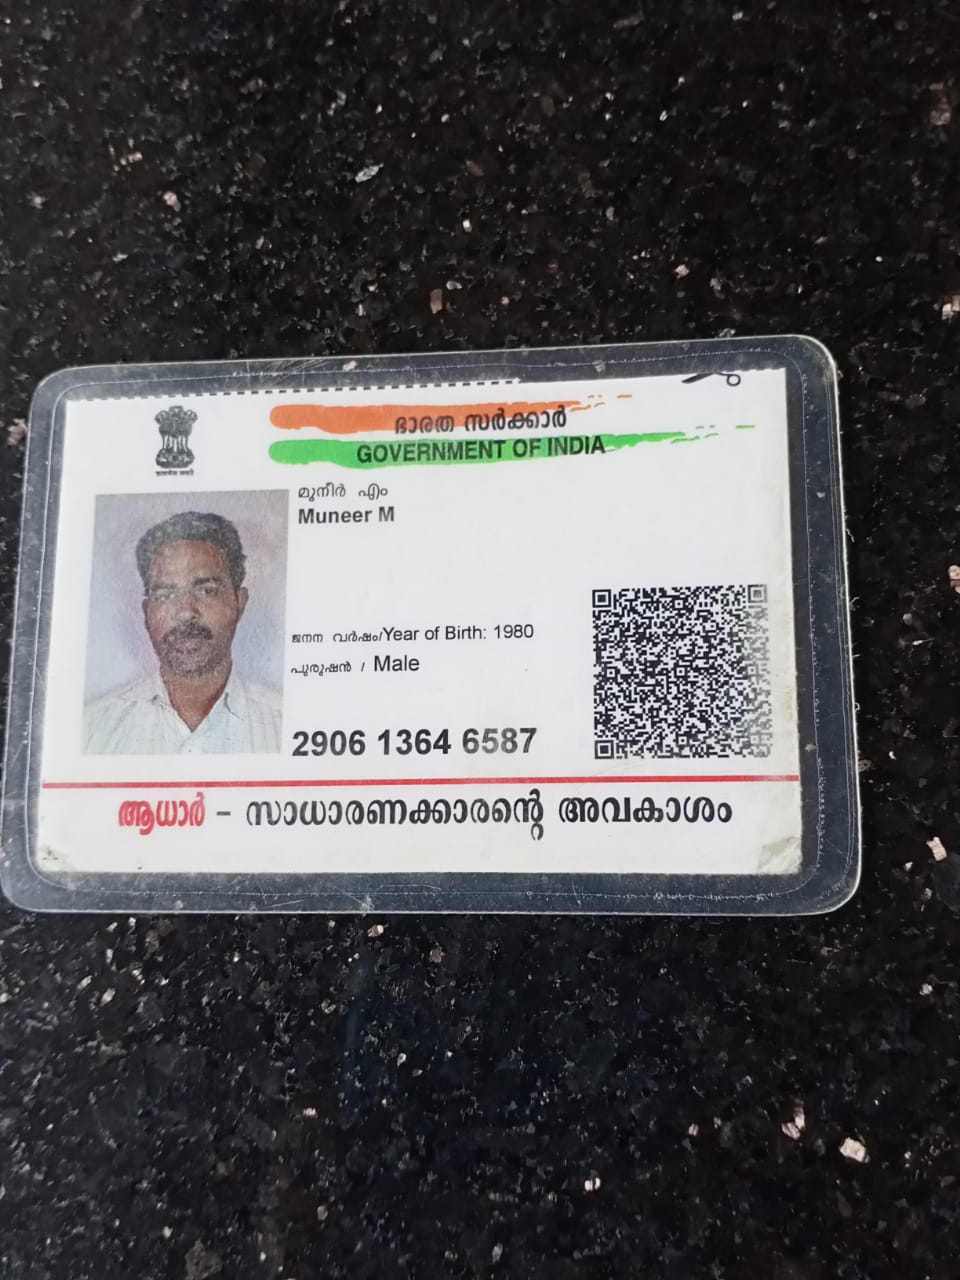 ഭാരത സർക്കാർ
GOVERNMENT OF INDIA
മുനീർ എം
Muneer M
ജനന വർഷം/Year of Birth: 1980
പുരുഷൻ / Male
2906 1364 6587
ആധാർ - സാധാരണക്കാരന്റെ അവകാശം